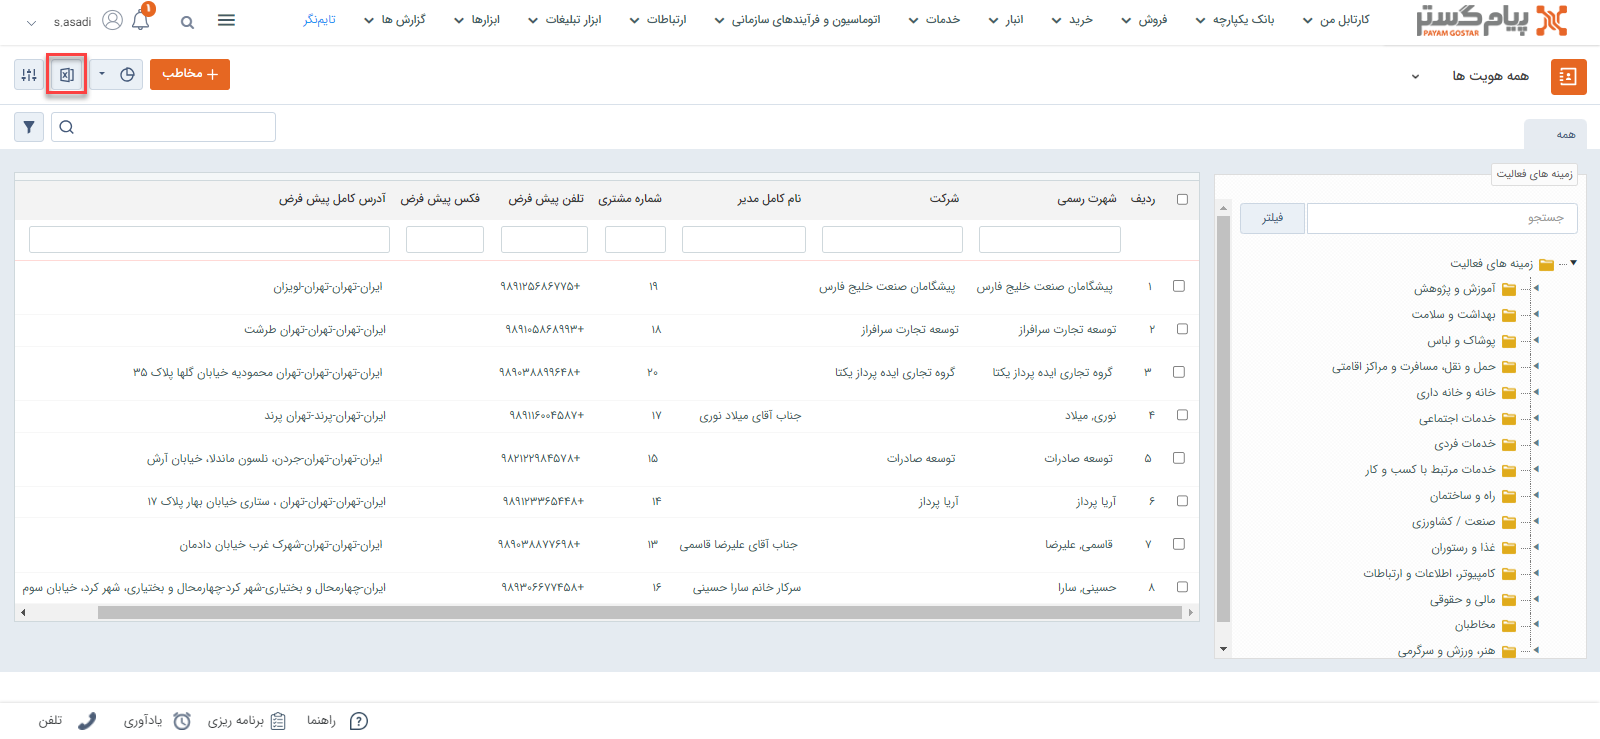 پیام گستر
PAYAM GOSTAR
کارتابل من
بانک یکپارچه
فروش
خرید
انبار
خدمات
اتوماسیون و فرآیندهای سازمانی
ارتباطات
ابزار تبلیغات
ابزارها
گزارش ها
تایم‌نگر
۱
s.asadi
همه هویت ها
+ مخاطب
همه
زمینه های فعالیت
جستجو
فیلتر
زمینه های فعالیت
آموزش و پژوهش
بهداشت و سلامت
پوشاک و لباس
حمل و نقل، مسافرت و مراکز اقامتی
خانه و خانه داری
خدمات اجتماعی
خدمات فردی
خدمات مرتبط با کسب و کار
راه و ساختمان
صنعت / کشاورزی
غذا و رستوران
کامپیوتر، اطلاعات و ارتباطات
مالی و حقوقی
مخاطبان
هنر، ورزش و سرگرمی
ردیف شهرت رسمی شرکت نام کامل مدیر شماره مشتری تلفن پیش فرض فکس پیش فرض آدرس کامل پیش فرض
۱ پیشگامان صنعت خلیج فارس پیشگامان صنعت خلیج فارس ۱۹ +۹۸۹۱۲۵۶۸۶۷۷۵ ایران-تهران-تهران-لویزان
۲ توسعه تجارت سرافراز توسعه تجارت سرافراز ۱۸ +۹۸۹۱۰۵۸۶۸۹۹۳ ایران-تهران-تهران-تهران طرشت
۳ گروه تجاری ایده پرداز یکتا گروه تجاری ایده پرداز یکتا ۲۰ +۹۸۹۰۳۸۸۹۹۶۴۸ ایران-تهران-تهران-تهران محمودیه خیابان گلها پلاک ۳۵
۴ نوری, میلاد جناب آقای میلاد نوری ۱۷ +۹۸۹۱۱۶۰۰۴۵۸۷ ایران-تهران-پرند-تهران پرند
۵ توسعه صادرات توسعه صادرات ۱۵ +۹۸۲۱۲۲۹۸۴۵۷۸ ایران-تهران-تهران-جردن، نلسون ماندلا، خیابان آرش
۶ آریا پرداز آریا پرداز ۱۴ +۹۸۹۱۲۳۳۶۵۴۴۸ ایران-تهران-تهران-تهران ، ستاری خیابان بهار پلاک ۱۷
۷ قاسمی, علیرضا جناب آقای علیرضا قاسمی ۱۳ +۹۸۹۰۳۸۸۷۷۶۹۸ ایران-تهران-تهران-شهرک غرب خیابان دادمان
۸ حسینی, سارا سرکار خانم سارا حسینی ۱۶ +۹۸۹۳۰۶۶۷۷۴۵۸ ایران-چهارمحال و بختیاری-شهر کرد-چهارمحال و بختیاری، شهر کرد، خیابان سوم
راهنما
برنامه ریزی
یادآوری
تلفن